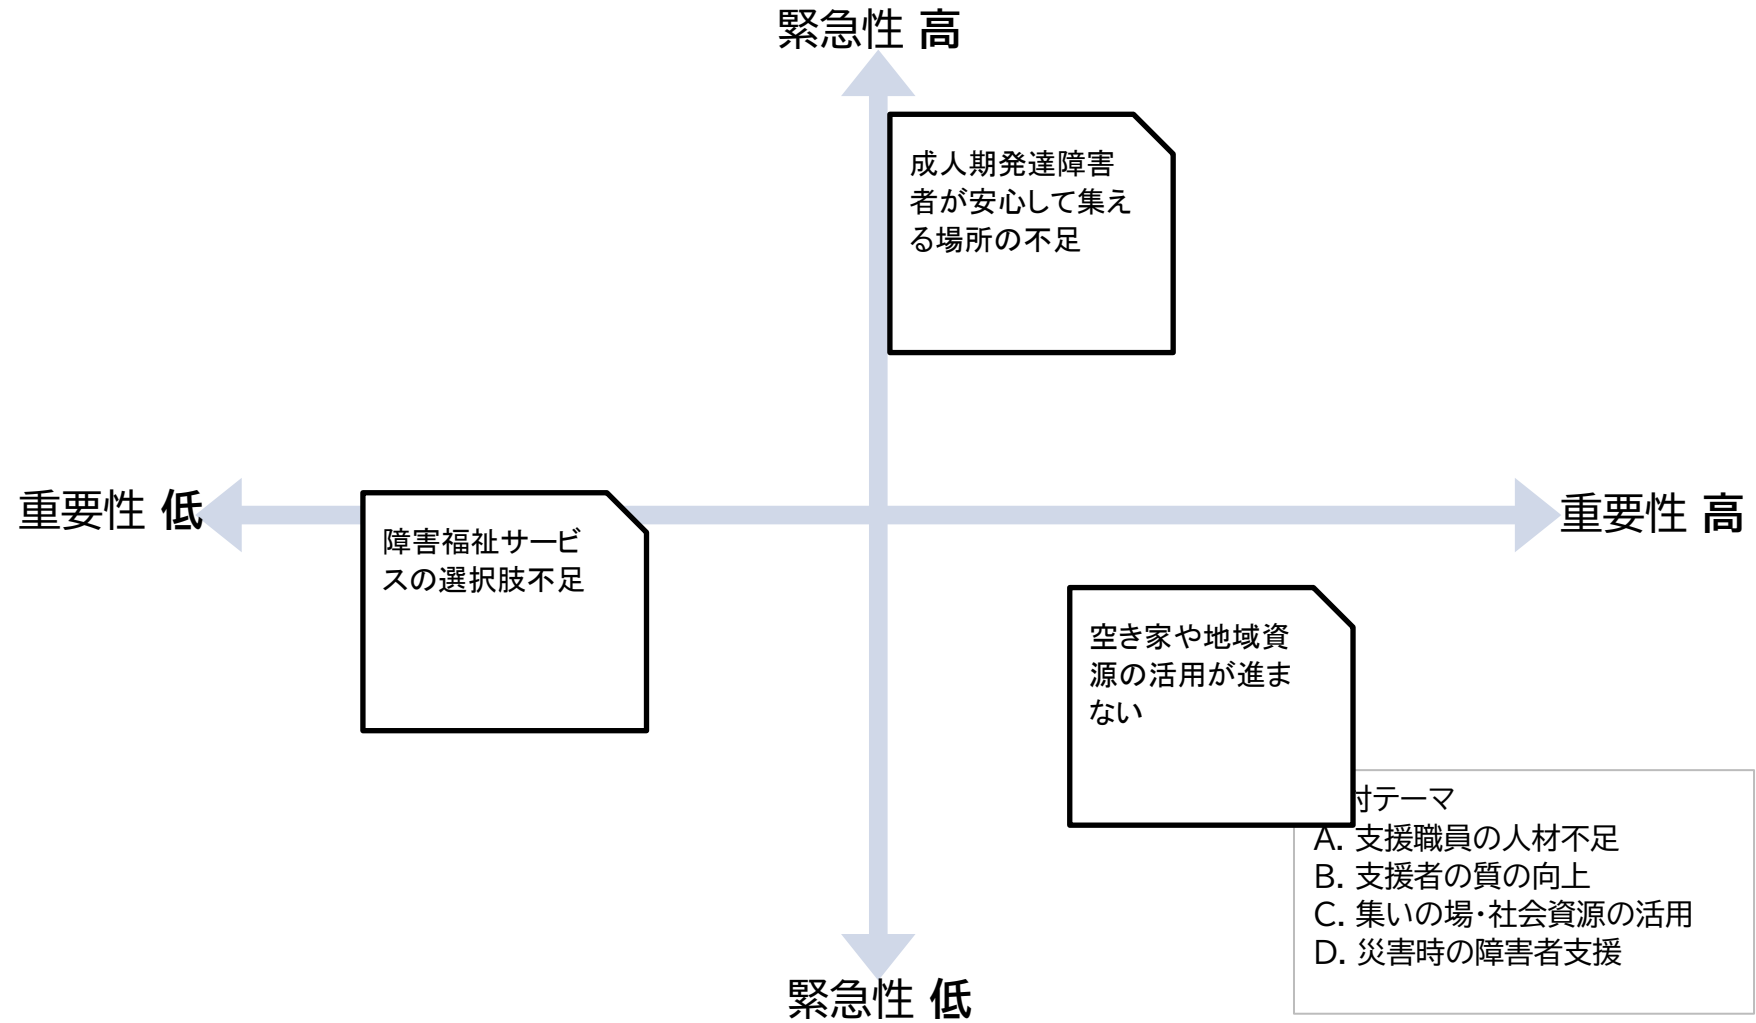 緊急性 高
成人期発達障害
者が安心して集え
る場所の不足
重要性 低
重要性 高
障害福祉サービ
スの選択肢不足
空き家や地域資
源の活用が進ま
ない
テーマ
A. 支援職員の人材不足
B. 支援者の質の向上
C. 集いの場・社会資源の活用
D. 災害時の障害者支援
緊急性 低